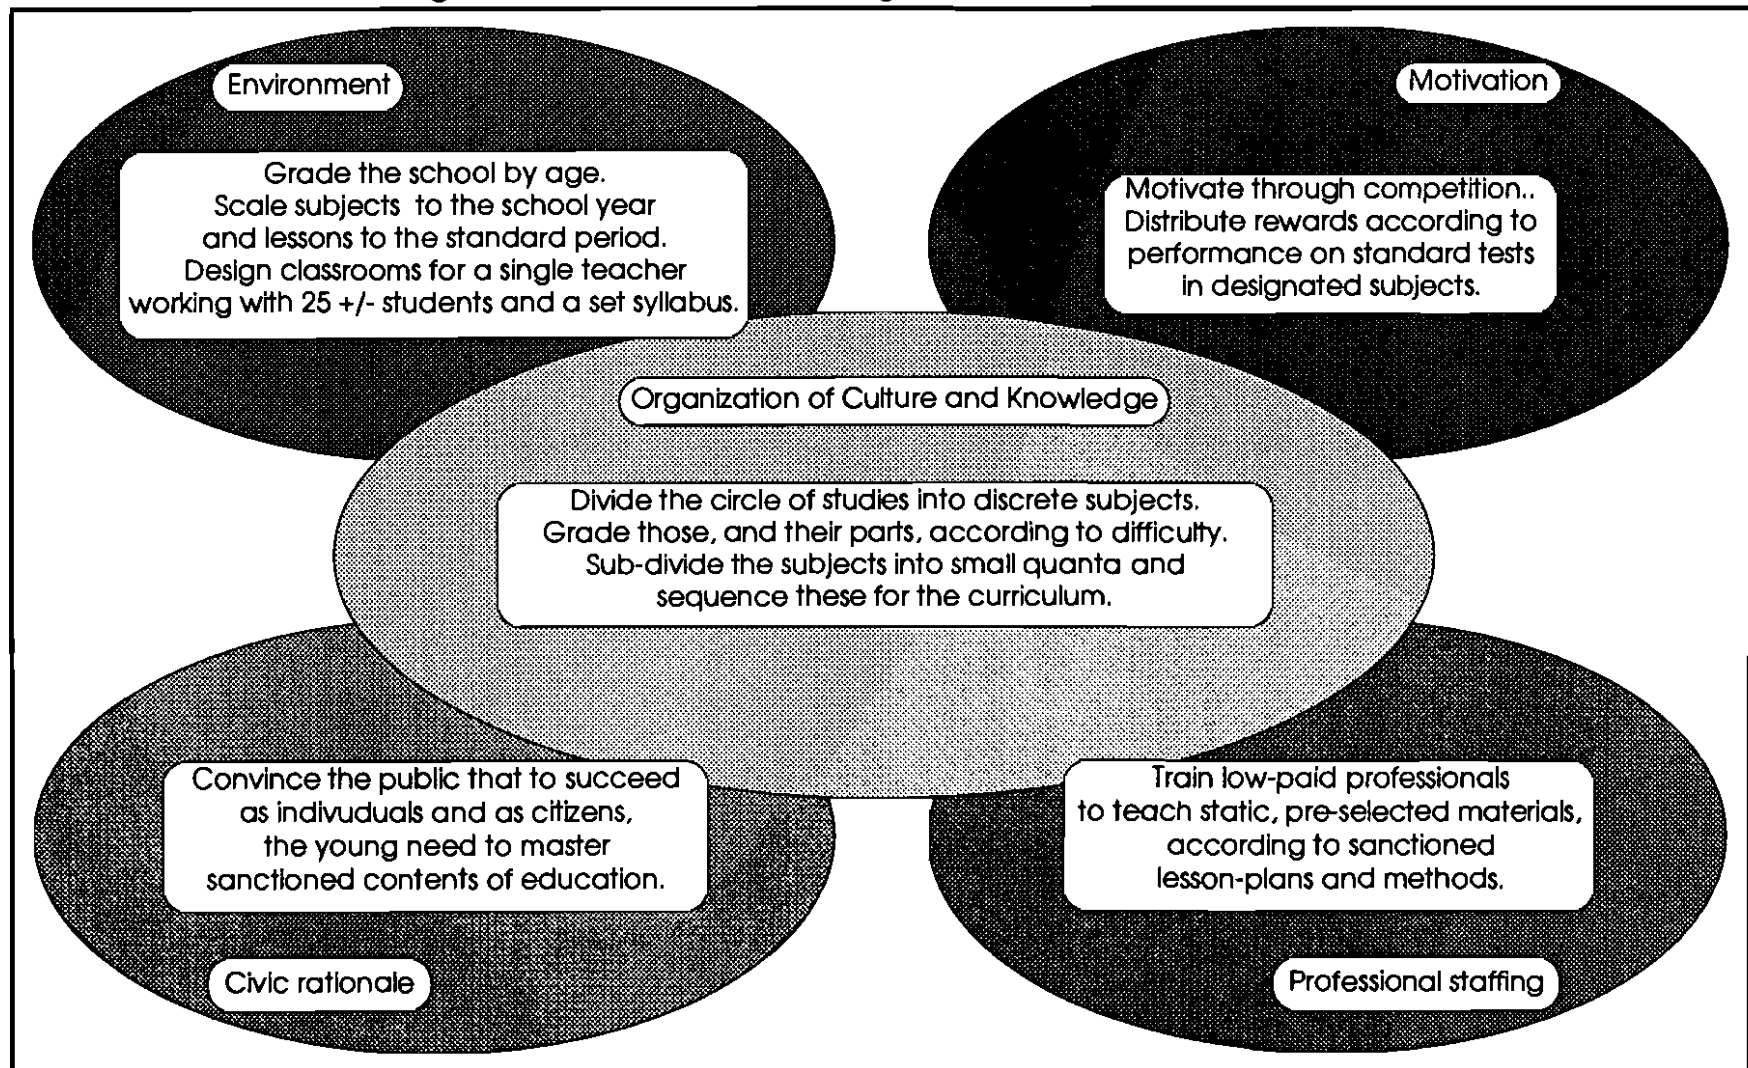 Environment
Grade the school by age.
Scale subjects to the school year
and lessons to the standard period.
Design classrooms for a single teacher
working with 25 +/- students and a set syllabus.
Motivation
Motivate through competition..
Distribute rewards according to
performance on standard tests
in designated subjects.
Organization of Culture and Knowledge
Divide the circle of studies into discrete subjects.
Grade those, and their parts, according to difficulty.
Sub-divide the subjects into small quanta and
sequence these for the curriculum.
Convince the public that to succeed
as indivuduals and as citizens,
the young need to master
sanctioned contents of education.
Civic rationale
Train low-paid professionals
to teach static, pre-selected materials,
according to sanctioned
lesson-plans and methods.
Professional staffing